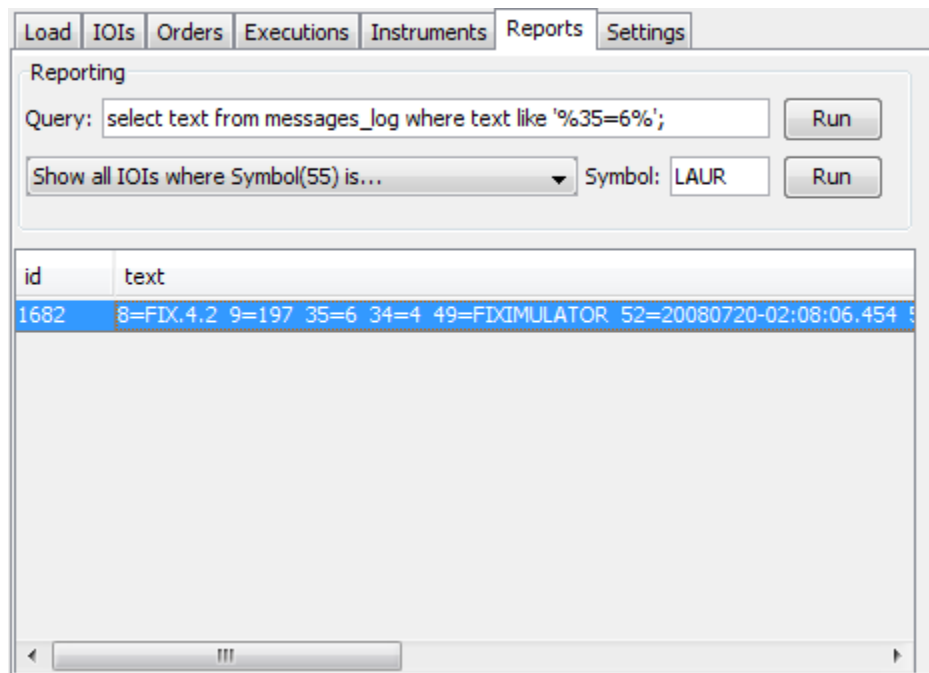 Load IOIs Orders Executions Instruments Reports Settings
Reporting
Query: select text from messages_log where text like '%35=6%'; Run
Show all IOIs where Symbol(55) is... Symbol: LAUR Run
id text
1682 8=FIX.4.2 9=197 35=6 34=4 49=FIXIMULATOR 52=20080720-02:08:06.454